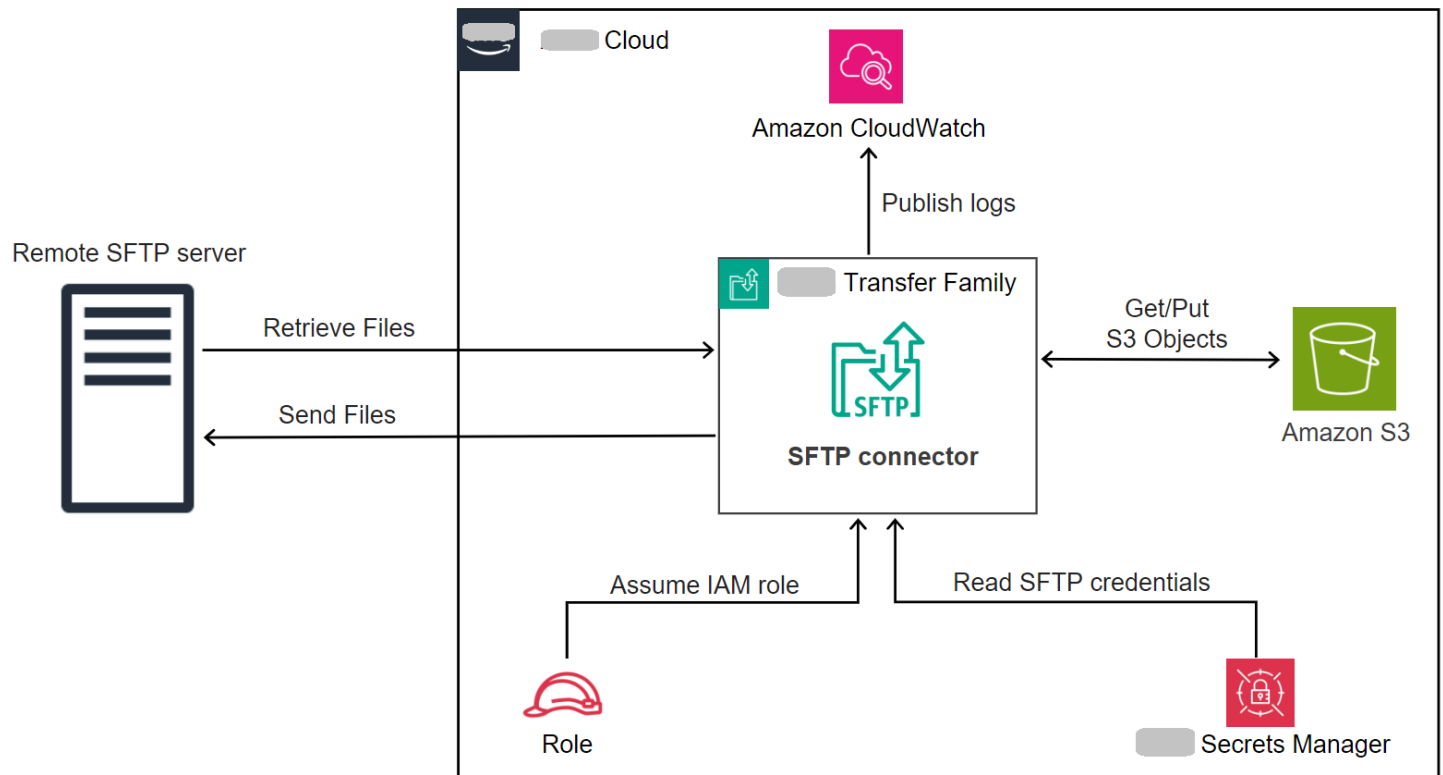 Cloud
Amazon CloudWatch
Publish logs
Remote SFTP server
Transfer Family
Retrieve Files
Get/Put
S3 Objects
SFTP
Send Files
Amazon S3
SFTP connector
Assume IAM role
Read SFTP credentials
Role
Secrets Manager